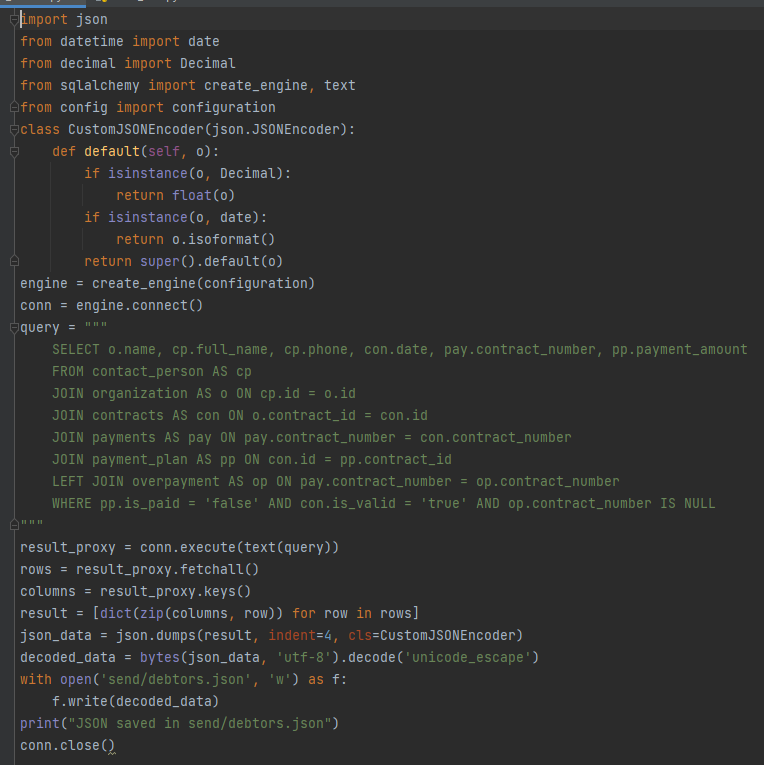 import json
from datetime import date
from decimal import Decimal
from sqlalchemy import create_engine, text
from config import configuration
class CustomJSONEncoder(json.JSONEncoder):
    def default(self, o):
        if isinstance(o, Decimal):
            return float(o)
        if isinstance(o, date):
            return o.isoformat()
        return super().default(o)
engine = create_engine(configuration)
conn = engine.connect()
query = """
    SELECT o.name, cp.full_name, cp.phone, con.date, pay.contract_number, pp.payment_amount
    FROM contact_person AS cp
    JOIN organization AS o ON cp.id = o.id
    JOIN contracts AS con ON o.contract_id = con.id
    JOIN payments AS pay ON pay.contract_number = con.contract_number
    JOIN payment_plan AS pp ON con.id = pp.contract_id
    LEFT JOIN overpayment AS op ON pay.contract_number = op.contract_number
    WHERE pp.is_paid = 'false' AND con.is_valid = 'true' AND op.contract_number IS NULL
"""
result_proxy = conn.execute(text(query))
rows = result_proxy.fetchall()
columns = result_proxy.keys()
result = [dict(zip(columns, row)) for row in rows]
json_data = json.dumps(result, indent=4, cls=CustomJSONEncoder)
decoded_data = bytes(json_data, 'utf-8').decode('unicode_escape')
with open('send/debtors.json', 'w') as f:
    f.write(decoded_data)
print("JSON saved in send/debtors.json")
conn.close()